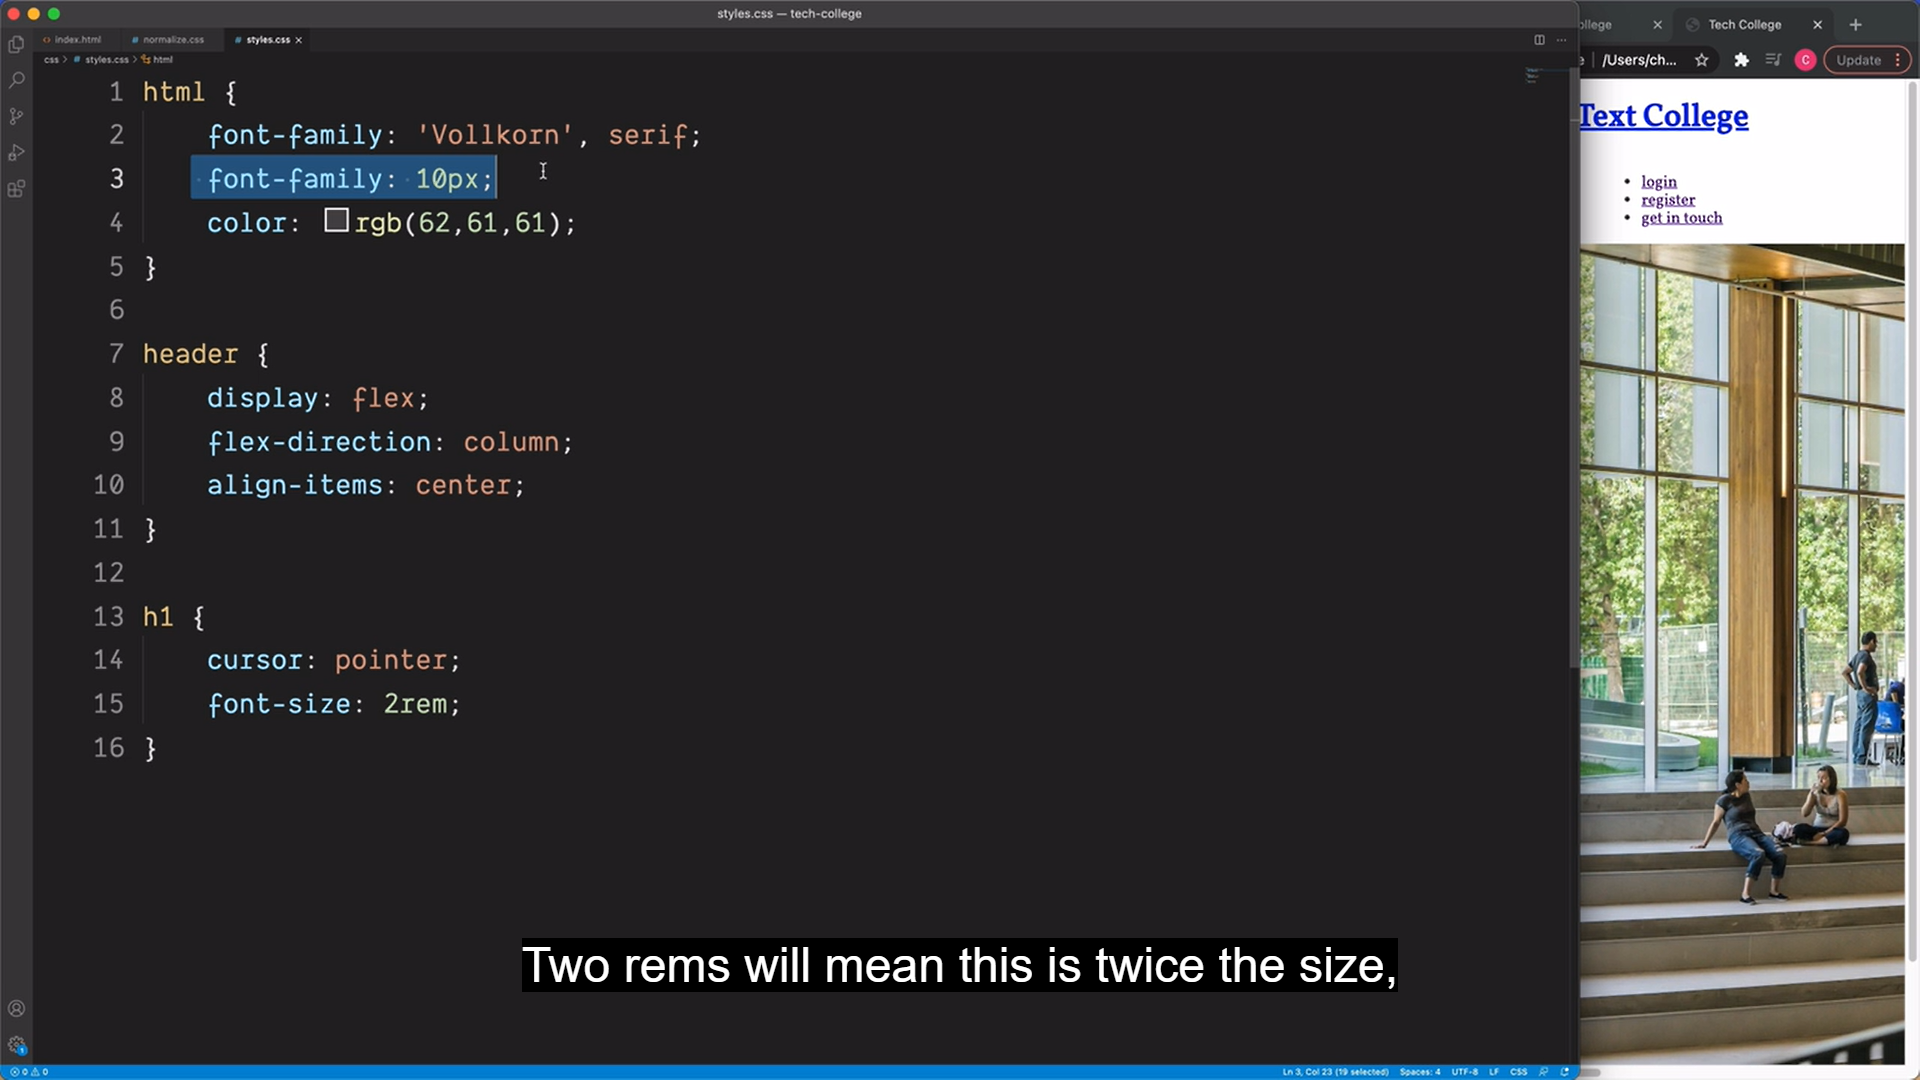 styles.css — tech-college
index.html
normalize.css
styles.css
css > # styles.css > html
1 html {
2 font-family: 'Vollkorn', serif;
3 font-family: 10px;
4 color: rgb(62,61,61);
5 }
6
7 header {
8 display: flex;
9 flex-direction: column;
10 align-items: center;
11 }
12
13 h1 {
14 cursor: pointer;
15 font-size: 2rem;
16 }
Two rems will mean this is twice the size,
0 0
Ln 3, Col 23 (19 selected) Spaces: 4 UTF-8 LF CSS
Tech College
/Users/ch...
C
Update
Text College
login
register
get in touch